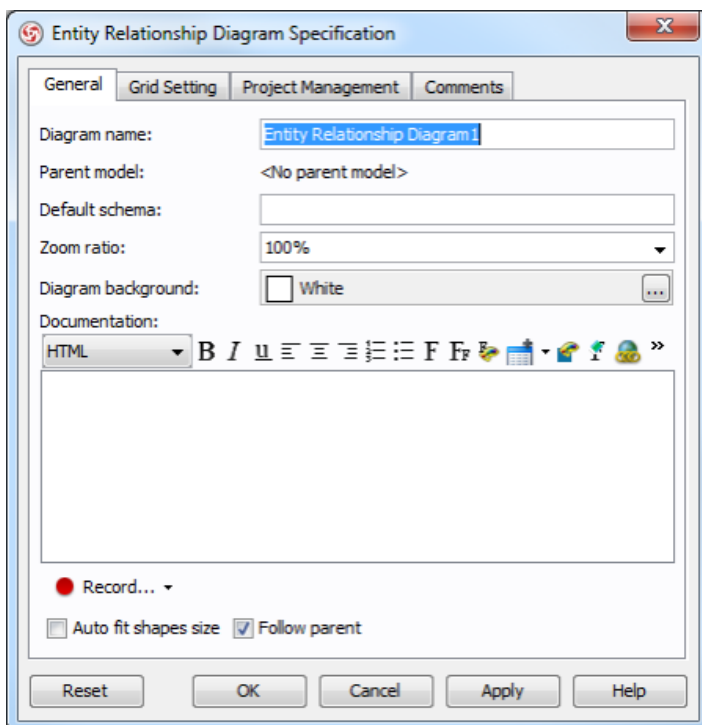 Entity Relationship Diagram Specification
General Grid Setting Project Management Comments
Diagram name: Entity Relationship Diagram1
Parent model: <No parent model>
Default schema:
Zoom ratio: 100%
Diagram background: White ...
Documentation:
HTML B I u F FF »
Record...
Auto fit shapes size Follow parent
Reset OK Cancel Apply Help